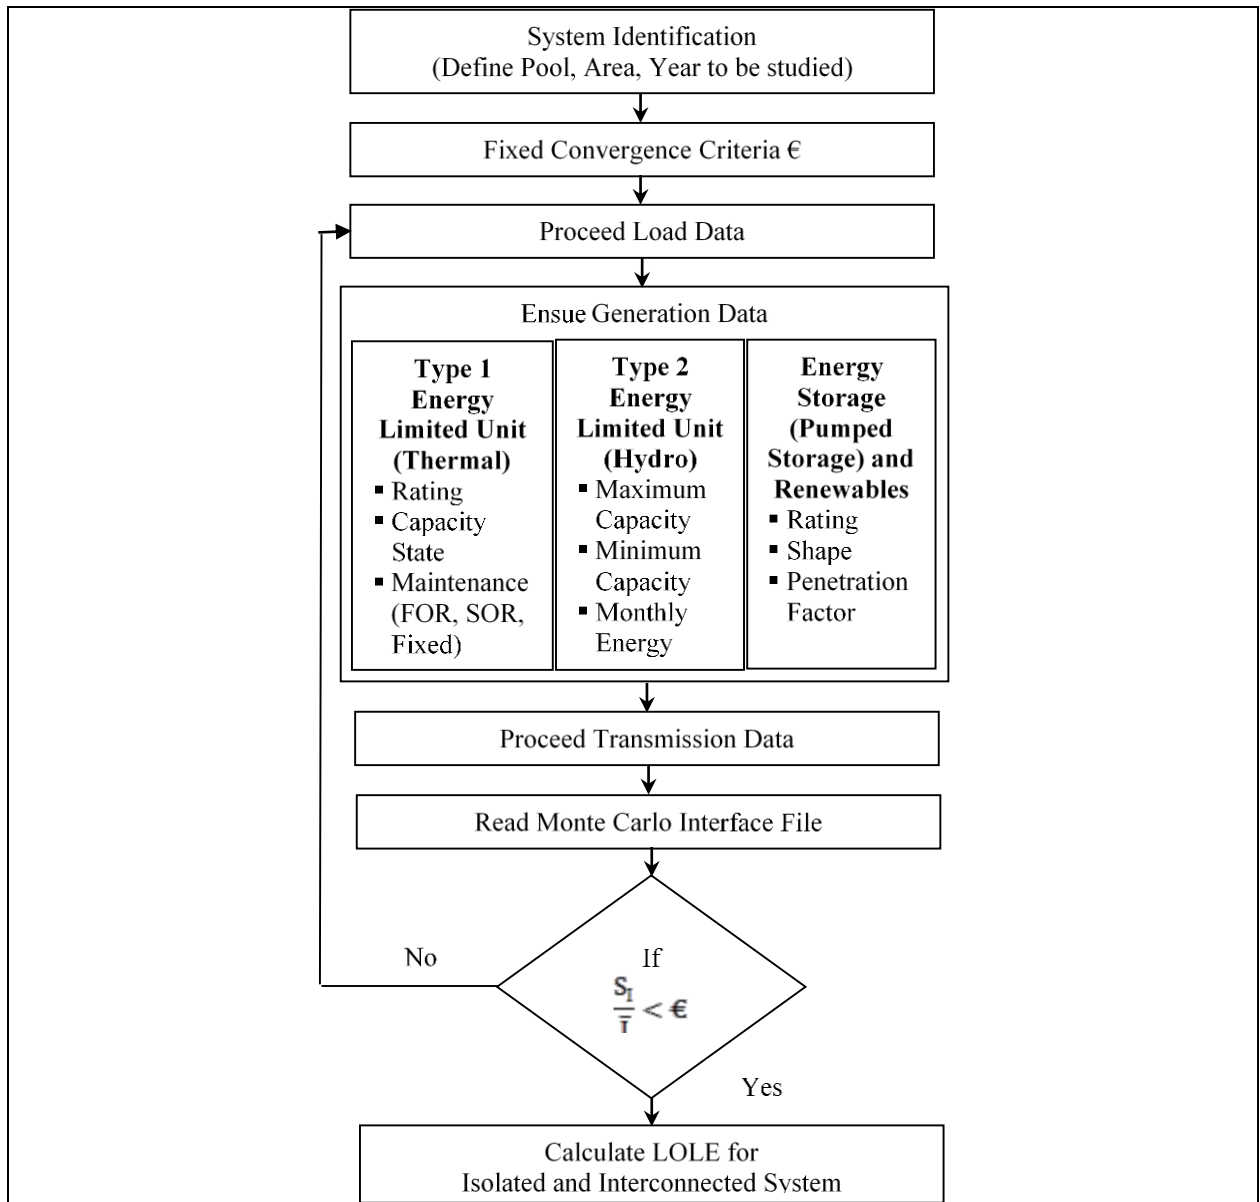 System Identification
(Define Pool, Area, Year to be studied)
Fixed Convergence Criteria €
Proceed Load Data
Ensue Generation Data
Type 1
Energy
Limited Unit
(Thermal)
▪ Rating
▪ Capacity
State
▪ Maintenance
(FOR, SOR,
Fixed)
Type 2
Energy
Limited Unit
(Hydro)
▪ Maximum
Capacity
▪ Minimum
Capacity
▪ Monthly
Energy
Energy
Storage
(Pumped
Storage) and
Renewables
▪ Rating
▪ Shape
▪ Penetration
Factor
Proceed Transmission Data
Read Monte Carlo Interface File
No
If
S_I / Ī < €
Yes
Calculate LOLE for
Isolated and Interconnected System